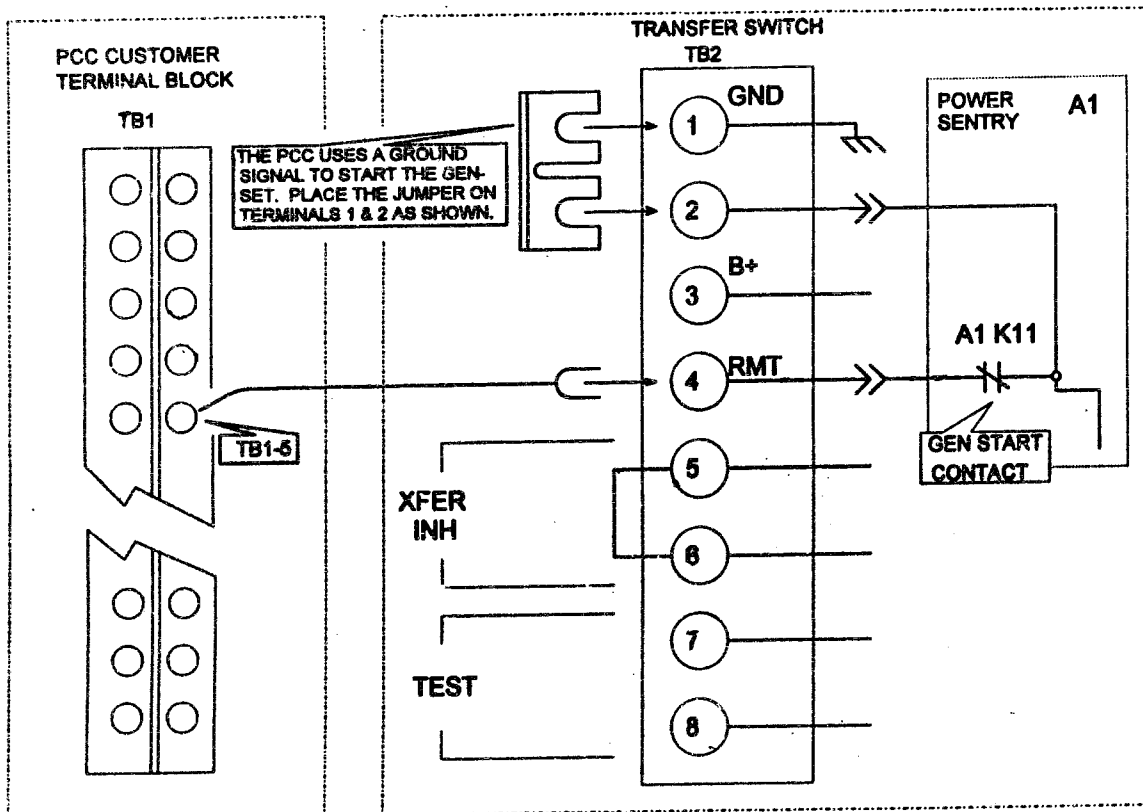 PCC CUSTOMER
TERMINAL BLOCK
TB1
THE PCC USES A GROUND
SIGNAL TO START THE GEN-
SET. PLACE THE JUMPER ON
TERMINALS 1 & 2 AS SHOWN.
TB1-5
TRANSFER SWITCH
TB2
1
GND
2
3
B+
4
RMT
5
6
7
8
XFER
INH
TEST
POWER
SENTRY
A1
A1 K11
GEN START
CONTACT